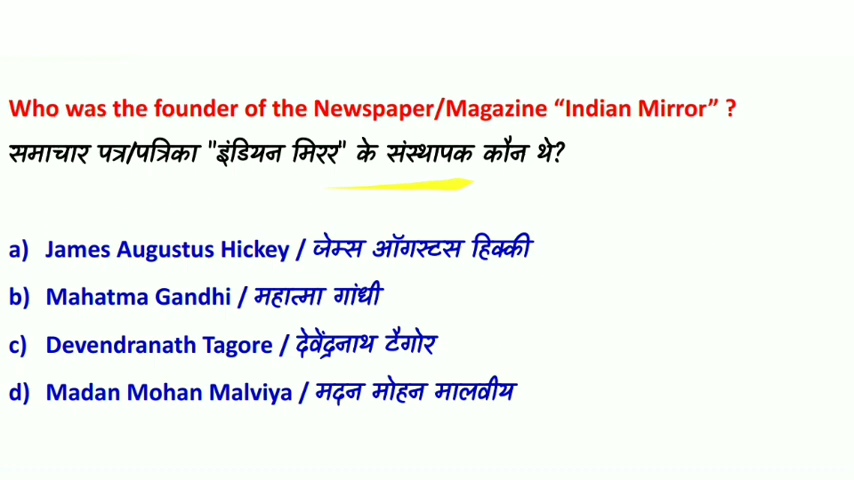 Who was the founder of the Newspaper/Magazine “Indian Mirror” ?
समाचार पत्र/पत्रिका "इंडियन मिरर" के संस्थापक कौन थे?
a) James Augustus Hickey / जेम्स ऑगस्टस हिक्की
b) Mahatma Gandhi / महात्मा गांधी
c) Devendranath Tagore / देवेंद्रनाथ टैगोर
d) Madan Mohan Malviya / मदन मोहन मालवीय